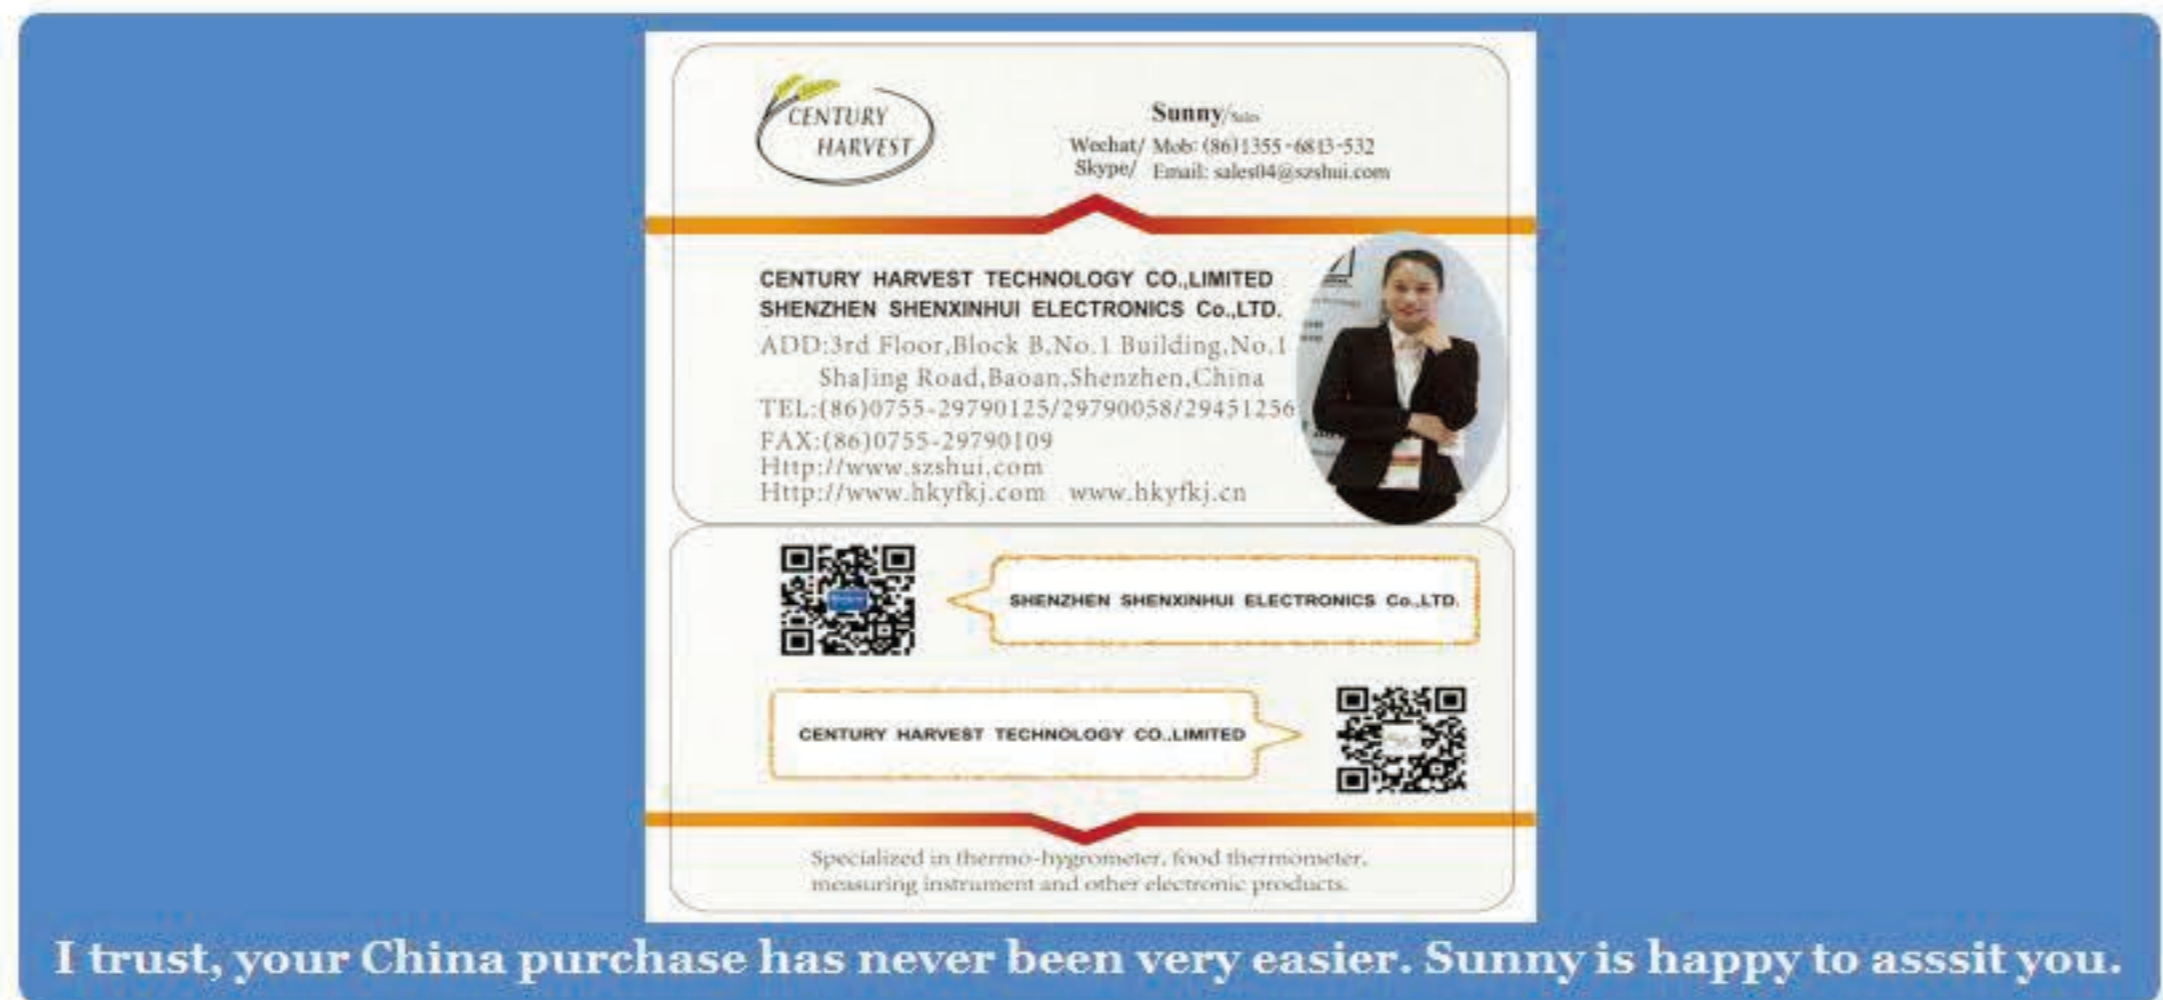 CENTURY
HARVEST
Sunny/Sales
Wechat/ Mob: (86)1355-6813-532
Skype/ Email: sales04@szshui.com
CENTURY HARVEST TECHNOLOGY CO.,LIMITED
SHENZHEN SHENXINHUI ELECTRONICS Co.,LTD.
ADD:3rd Floor,Block B,No.1 Building,No.1
ShaJing Road,Baoan,Shenzhen,China
TEL:(86)0755-29790125/29790058/29451256
FAX:(86)0755-29790109
Http://www.szshui.com
Http://www.hkyfkj.com www.hkyfkj.cn
SHENZHEN SHENXINHUI ELECTRONICS Co.,LTD.
CENTURY HARVEST TECHNOLOGY CO.,LIMITED
Specialized in thermo-hygrometer, food thermometer,
measuring instrument and other electronic products.
I trust, your China purchase has never been very easier. Sunny is happy to asssit you.